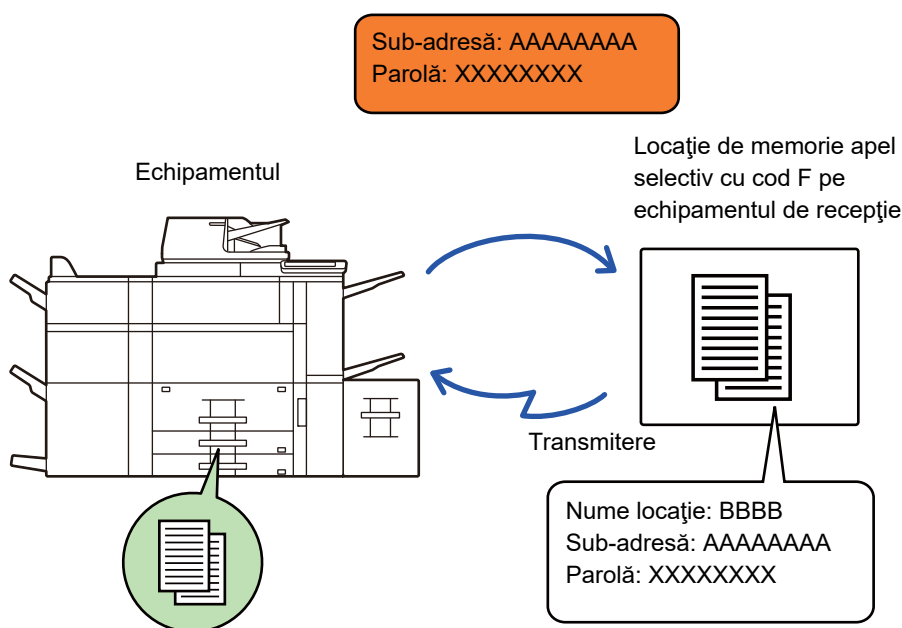 Sub-adresă: AAAAAAAA
Parolă: XXXXXXXX
Echipamentul
Locaţie de memorie apel
selectiv cu cod F pe
echipamentul de recepţie
Transmitere
Nume locaţie: BBBB
Sub-adresă: AAAAAAAA
Parolă: XXXXXXXX